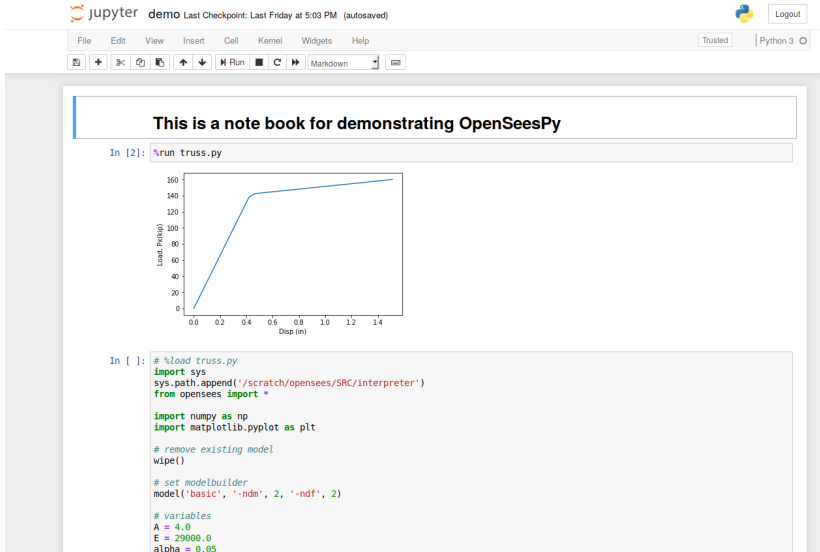 jupyter demo Last Checkpoint: Last Friday at 5:03 PM (autosaved)
Logout
File Edit View Insert Cell Kernel Widgets Help
Trusted Python 3
Run Markdown
This is a note book for demonstrating OpenSeesPy
In [2]: %run truss.py
160
140
120
100
80
60
40
20
0
Load, Px(kip)
0.0 0.2 0.4 0.6 0.8 1.0 1.2 1.4
Disp (in)
In [ ]: # %load truss.py
import sys
sys.path.append('/scratch/opensees/SRC/interpreter')
from opensees import *
import numpy as np
import matplotlib.pyplot as plt
# remove existing model
wipe()
# set modelbuilder
model('basic', '-ndm', 2, '-ndf', 2)
# variables
A = 4.0
E = 29000.0
alpha = 0.05